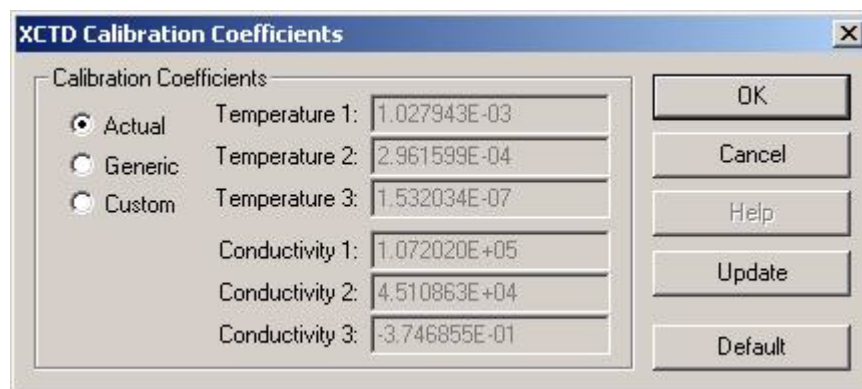 XCTD Calibration Coefficients
Calibration Coefficients
Actual
Generic
Custom
Temperature 1: 1.027943E-03
Temperature 2: 2.961599E-04
Temperature 3: 1.532034E-07
Conductivity 1: 1.072020E+05
Conductivity 2: 4.510863E+04
Conductivity 3: -3.746855E-01
OK
Cancel
Help
Update
Default